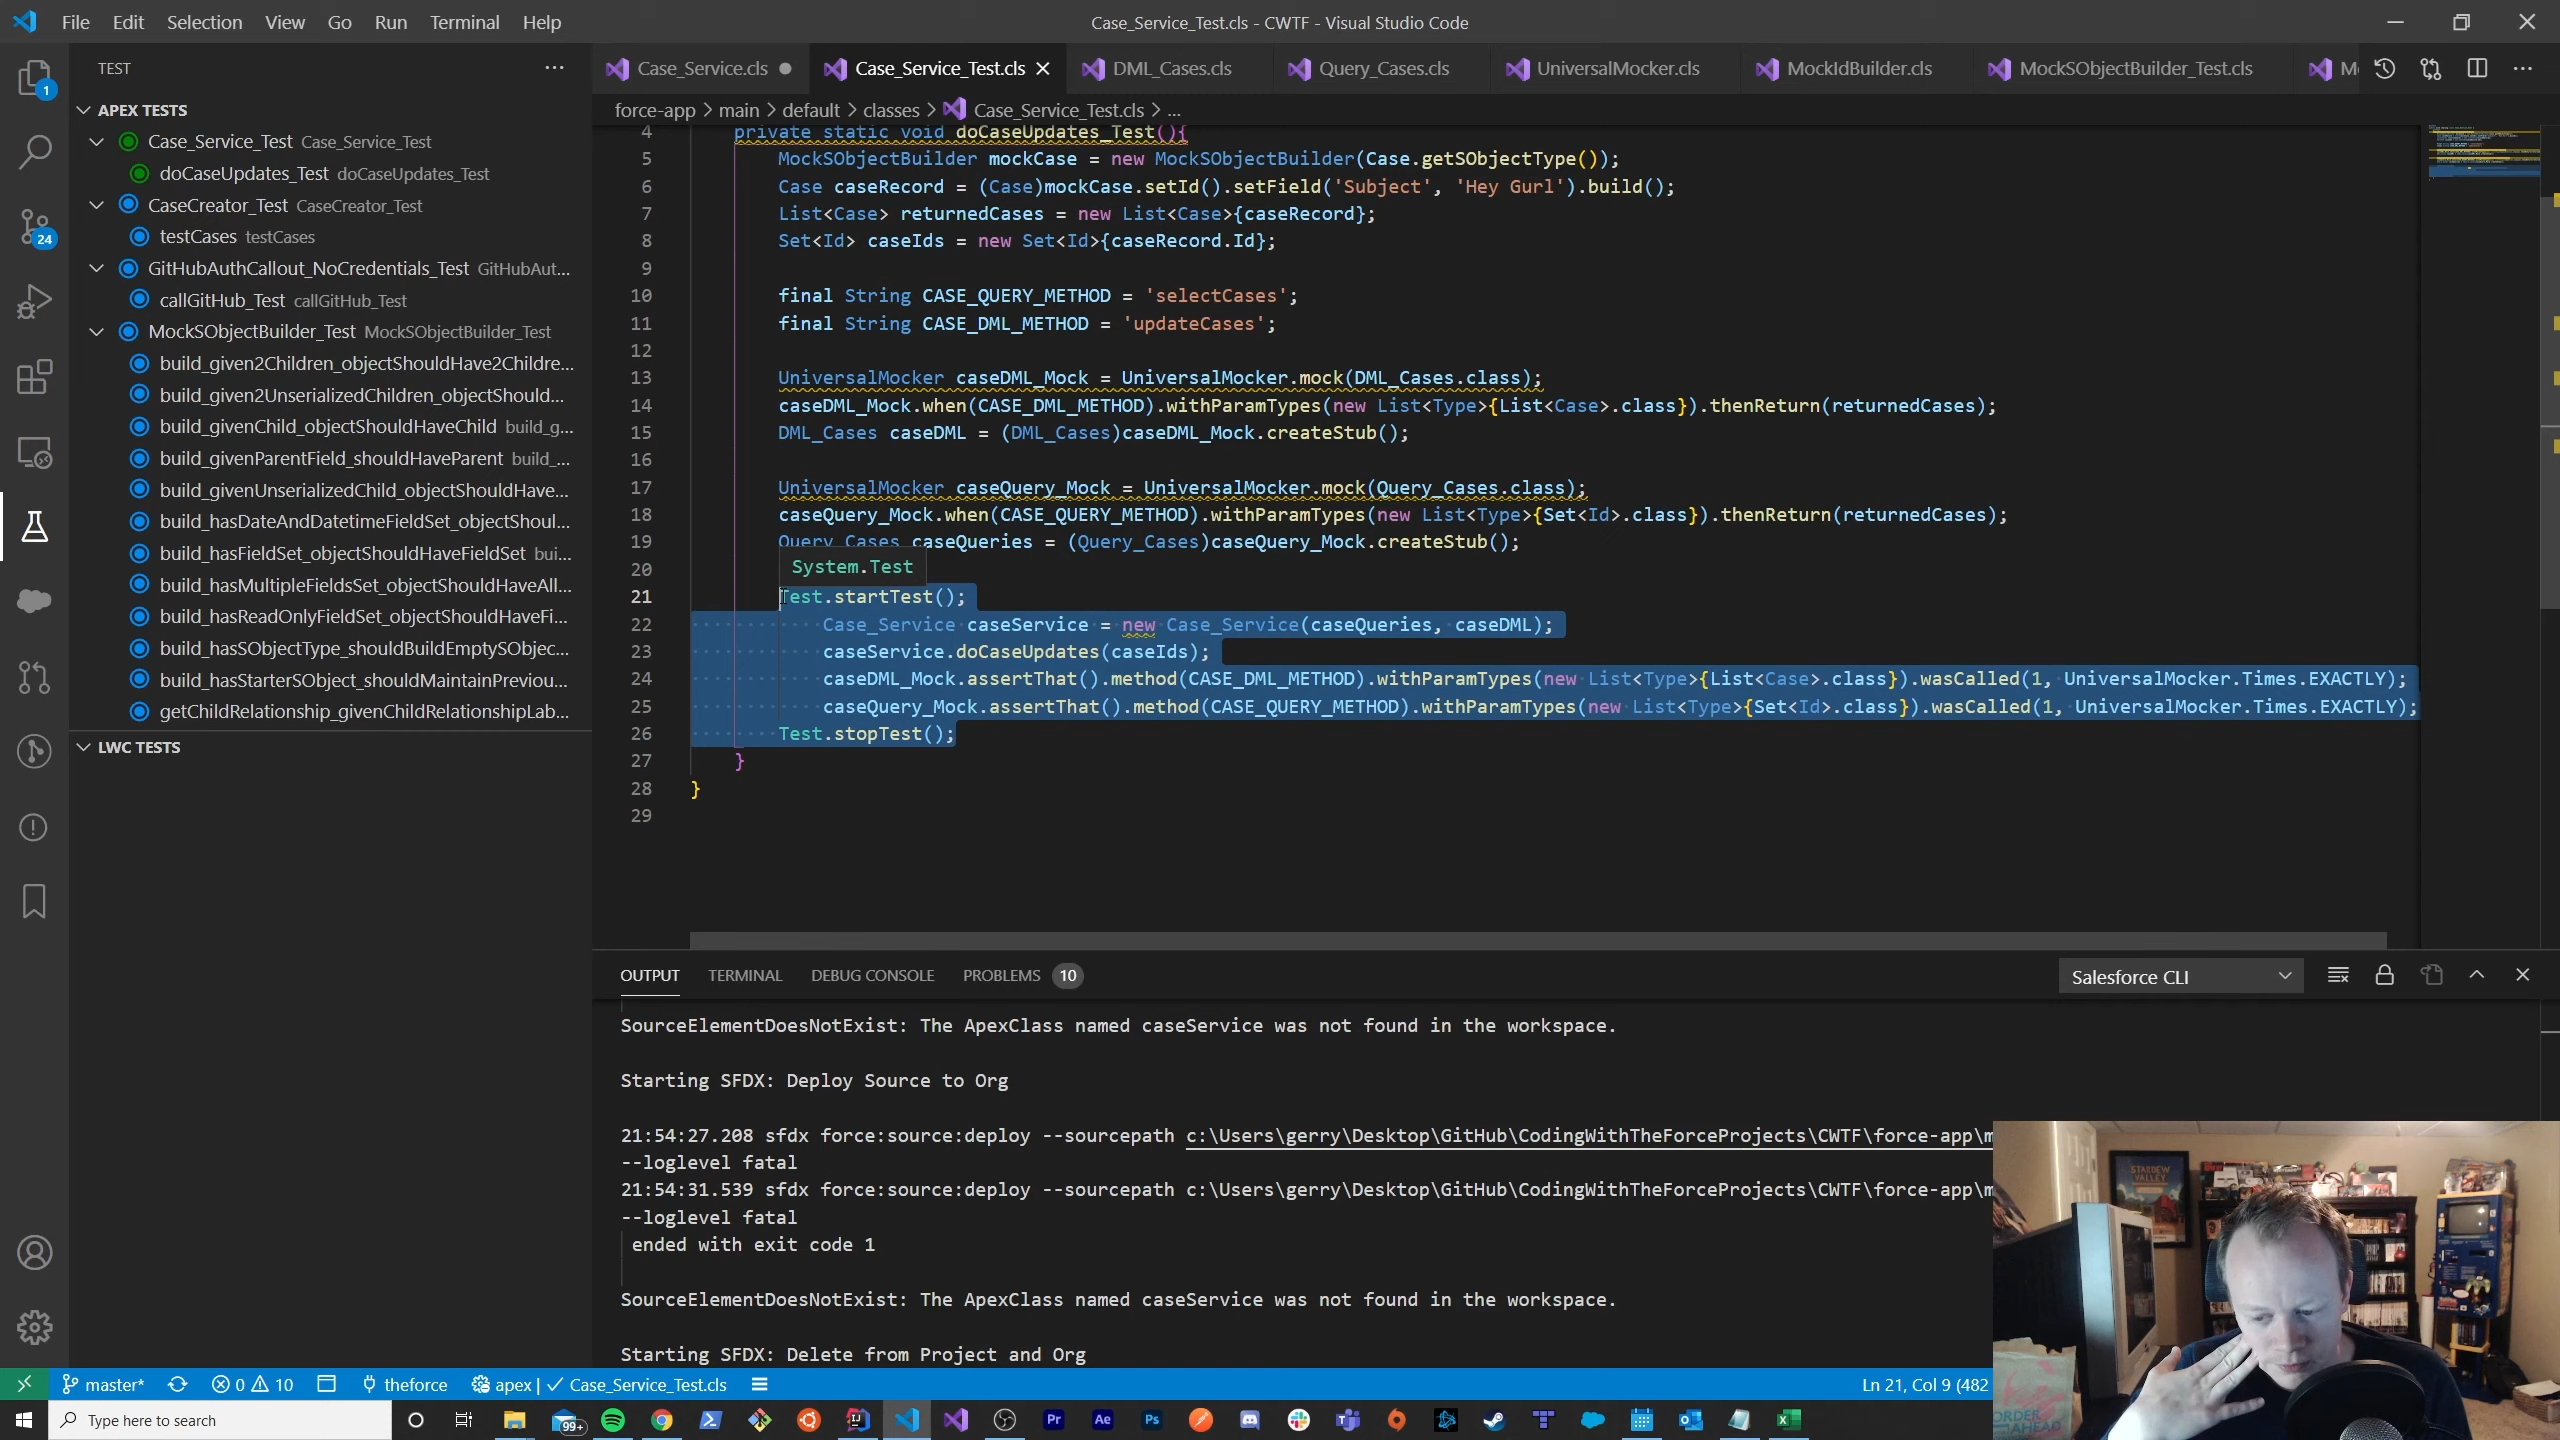 File Edit Selection View Go Run Terminal Help
Case_Service_Test.cls - CWTF - Visual Studio Code
TEST
Case_Service.cls
Case_Service_Test.cls
DML_Cases.cls
Query_Cases.cls
UniversalMocker.cls
MockIdBuilder.cls
MockSObjectBuilder_Test.cls
force-app > main > default > classes > Case_Service_Test.cls > ...
1
24
APEX TESTS
Case_Service_Test Case_Service_Test
doCaseUpdates_Test doCaseUpdates_Test
CaseCreator_Test CaseCreator_Test
testCases testCases
GitHubAuthCallout_NoCredentials_Test GitHubAut...
callGitHub_Test callGitHub_Test
MockSObjectBuilder_Test MockSObjectBuilder_Test
build_given2Children_objectShouldHave2Childre...
build_given2UnserializedChildren_objectShould...
build_givenChild_objectShouldHaveChild build_g...
build_givenParentField_shouldHaveParent build_...
build_givenUnserializedChild_objectShouldHave...
build_hasDateAndDatetimeFieldSet_objectShoul...
build_hasFieldSet_objectShouldHaveFieldSet bui...
build_hasMultipleFieldsSet_objectShouldHaveAll...
build_hasReadOnlyFieldSet_objectShouldHaveFi...
build_hasSObjectType_shouldBuildEmptySObjec...
build_hasStarterSObject_shouldMaintainPreviou...
getChildRelationship_givenChildRelationshipLab...
LWC TESTS
4 private static void doCaseUpdates_Test(){
5 MockSObjectBuilder mockCase = new MockSObjectBuilder(Case.getSObjectType());
6 Case caseRecord = (Case)mockCase.setId().setField('Subject', 'Hey Gurl').build();
7 List<Case> returnedCases = new List<Case>{caseRecord};
8 Set<Id> caseIds = new Set<Id>{caseRecord.Id};
9
10 final String CASE_QUERY_METHOD = 'selectCases';
11 final String CASE_DML_METHOD = 'updateCases';
12
13 UniversalMocker caseDML_Mock = UniversalMocker.mock(DML_Cases.class);
14 caseDML_Mock.when(CASE_DML_METHOD).withParamTypes(new List<Type>{List<Case>.class}).thenReturn(returnedCases);
15 DML_Cases caseDML = (DML_Cases)caseDML_Mock.createStub();
16
17 UniversalMocker caseQuery_Mock = UniversalMocker.mock(Query_Cases.class);
18 caseQuery_Mock.when(CASE_QUERY_METHOD).withParamTypes(new List<Type>{Set<Id>.class}).thenReturn(returnedCases);
19 Query_Cases caseQueries = (Query_Cases)caseQuery_Mock.createStub();
System.Test
20
21 Test.startTest();
22 Case_Service caseService = new Case_Service(caseQueries, caseDML);
23 caseService.doCaseUpdates(caseIds);
24 caseDML_Mock.assertThat().method(CASE_DML_METHOD).withParamTypes(new List<Type>{List<Case>.class}).wasCalled(1, UniversalMocker.Times.EXACTLY);
25 caseQuery_Mock.assertThat().method(CASE_QUERY_METHOD).withParamTypes(new List<Type>{Set<Id>.class}).wasCalled(1, UniversalMocker.Times.EXACTLY);
26 Test.stopTest();
27 }
28 }
29
OUTPUT TERMINAL DEBUG CONSOLE PROBLEMS 10
Salesforce CLI
SourceElementDoesNotExist: The ApexClass named caseService was not found in the workspace.
Starting SFDX: Deploy Source to Org
21:54:27.208 sfdx force:source:deploy --sourcepath c:\Users\gerry\Desktop\GitHub\CodingWithTheForceProjects\CWTF\force-app\m
--loglevel fatal
21:54:31.539 sfdx force:source:deploy --sourcepath c:\Users\gerry\Desktop\GitHub\CodingWithTheForceProjects\CWTF\force-app\m
--loglevel fatal
ended with exit code 1
SourceElementDoesNotExist: The ApexClass named caseService was not found in the workspace.
Starting SFDX: Delete from Project and Org
STARDEW VALLEY
ORDER AHEAD
master* 0 10 theforce apex | Case_Service_Test.cls
Ln 21, Col 9 (482
Type here to search
99+
Pr Ae Ps